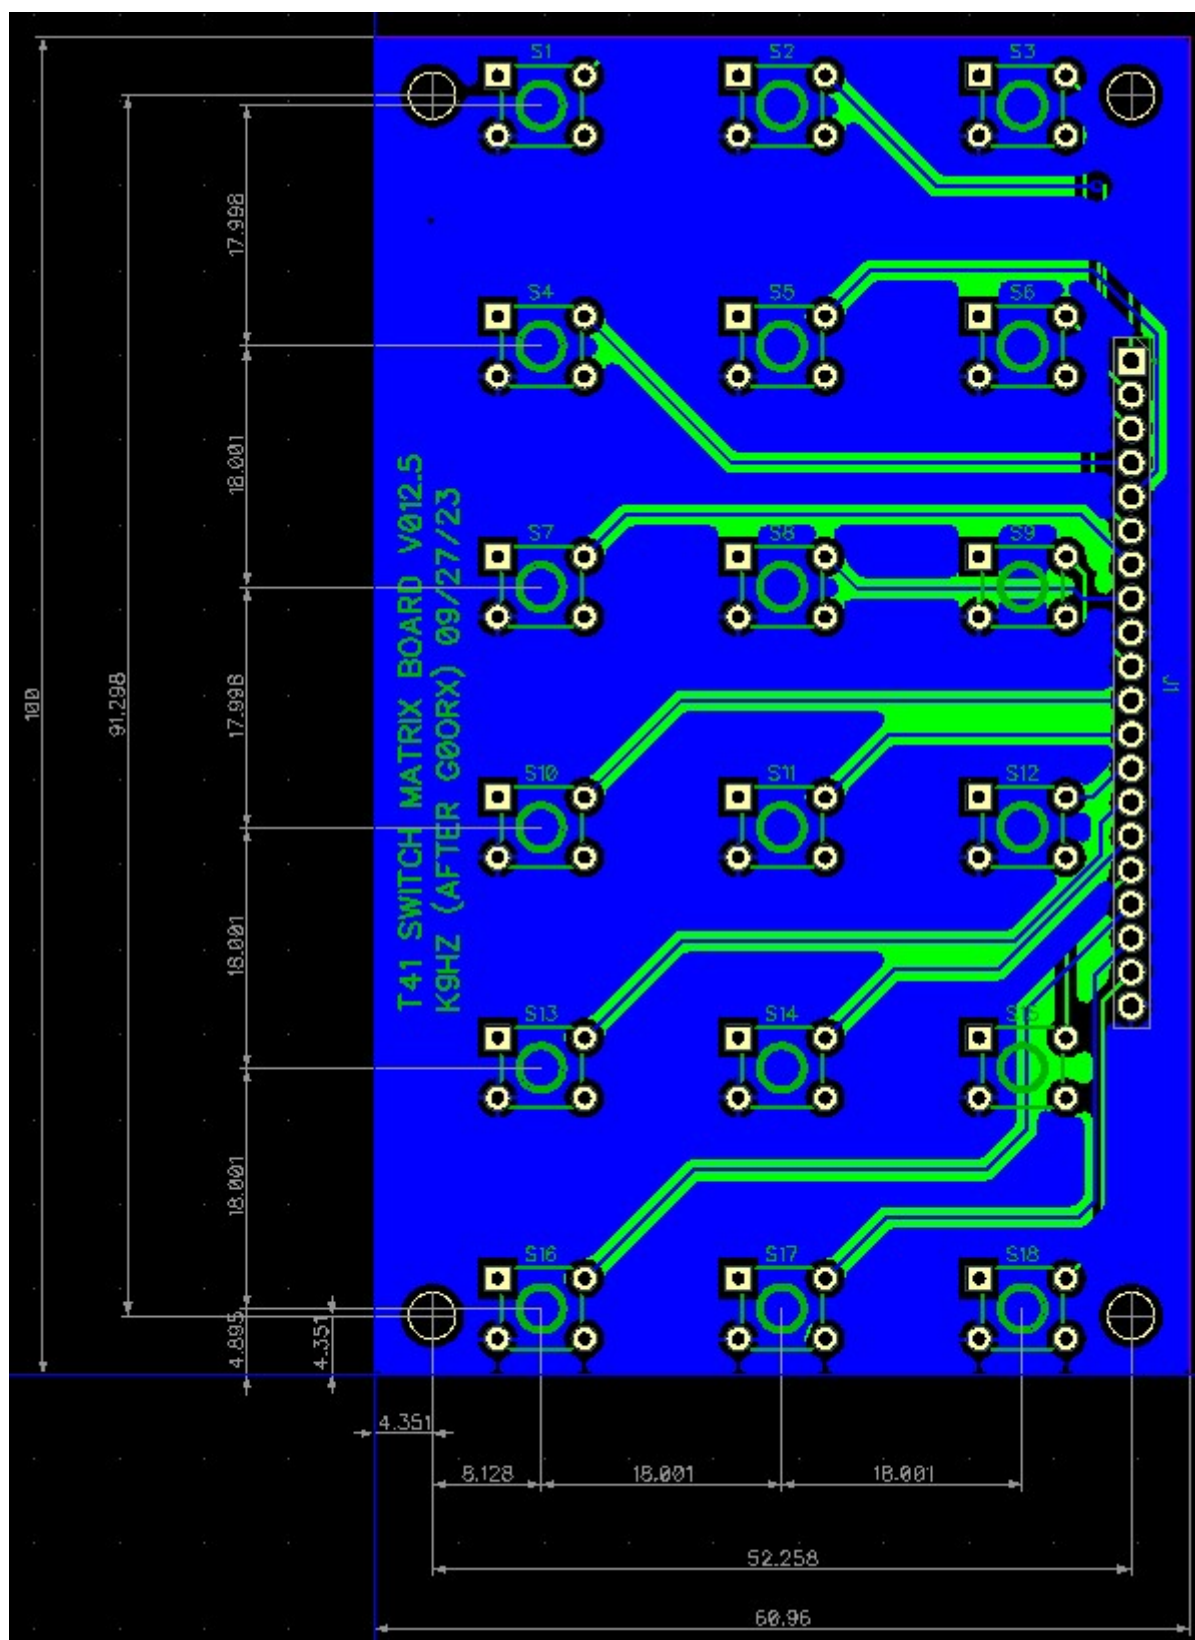 S1 S2 S3
17.998
S4 S5 S6
18.001
T41 SWITCH MATRIX BOARD V012.5
K9HZ (AFTER G0ORX) 09/27/23
S7 S8 S9
100
91.298
17.998
J1
S10 S11 S12
18.001
S13 S14 S15
18.001
S16 S17 S18
4.895
4.351
4.351
8.128 18.001 18.001
52.258
60.96